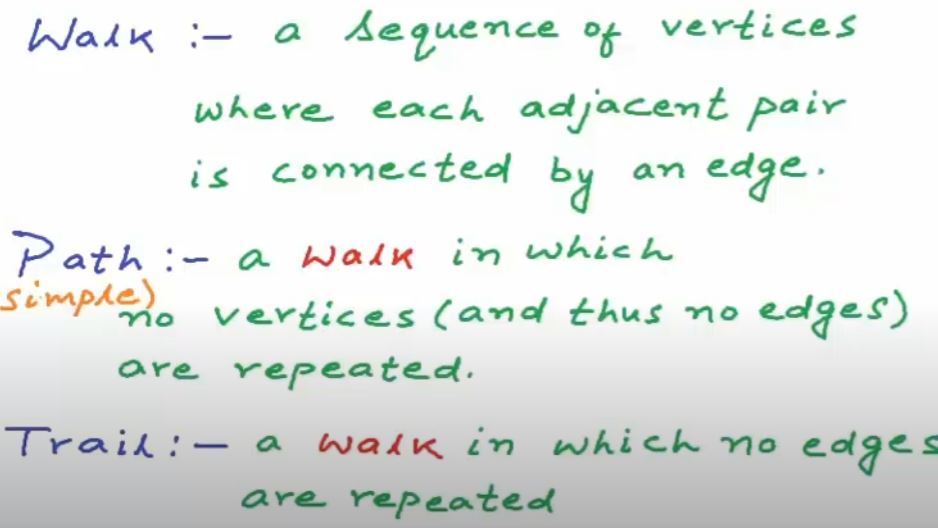 Walk :- a sequence of vertices
where each adjacent pair
is connected by an edge.
Path :- a walk in which
simple)
no vertices (and thus no edges)
are repeated.
Trail :- a walk in which no edges
are repeated